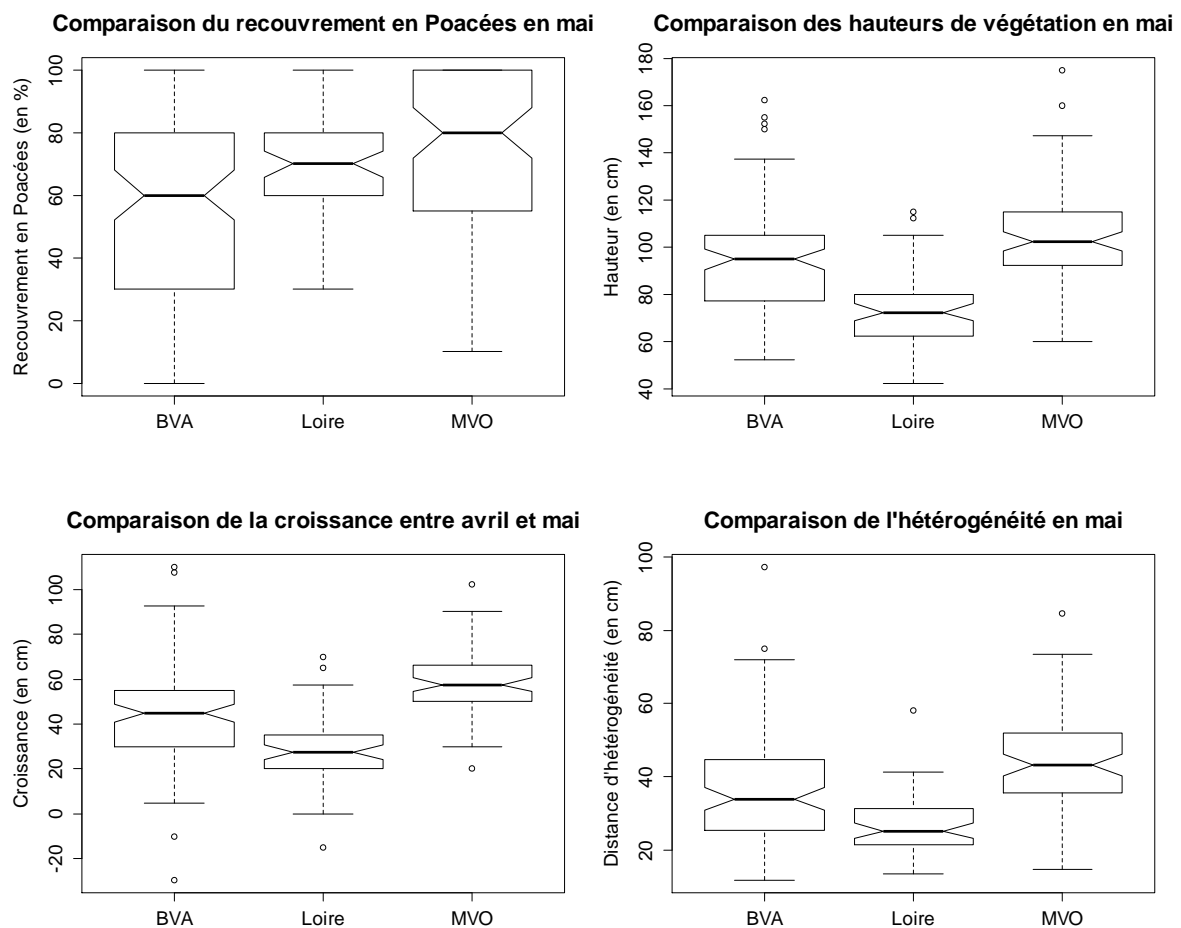 Comparaison du recouvrement en Poacées en mai
Recouvrement en Poacées (en %)
100
80
60
40
20
0
BVA Loire MVO
Comparaison des hauteurs de végétation en mai
Hauteur (en cm)
180
160
140
120
100
80
60
40
BVA Loire MVO
Comparaison de la croissance entre avril et mai
Croissance (en cm)
100
80
60
40
20
0
-20
BVA Loire MVO
Comparaison de l'hétérogénéité en mai
Distance d'hétérogénéité (en cm)
100
80
60
40
20
BVA Loire MVO